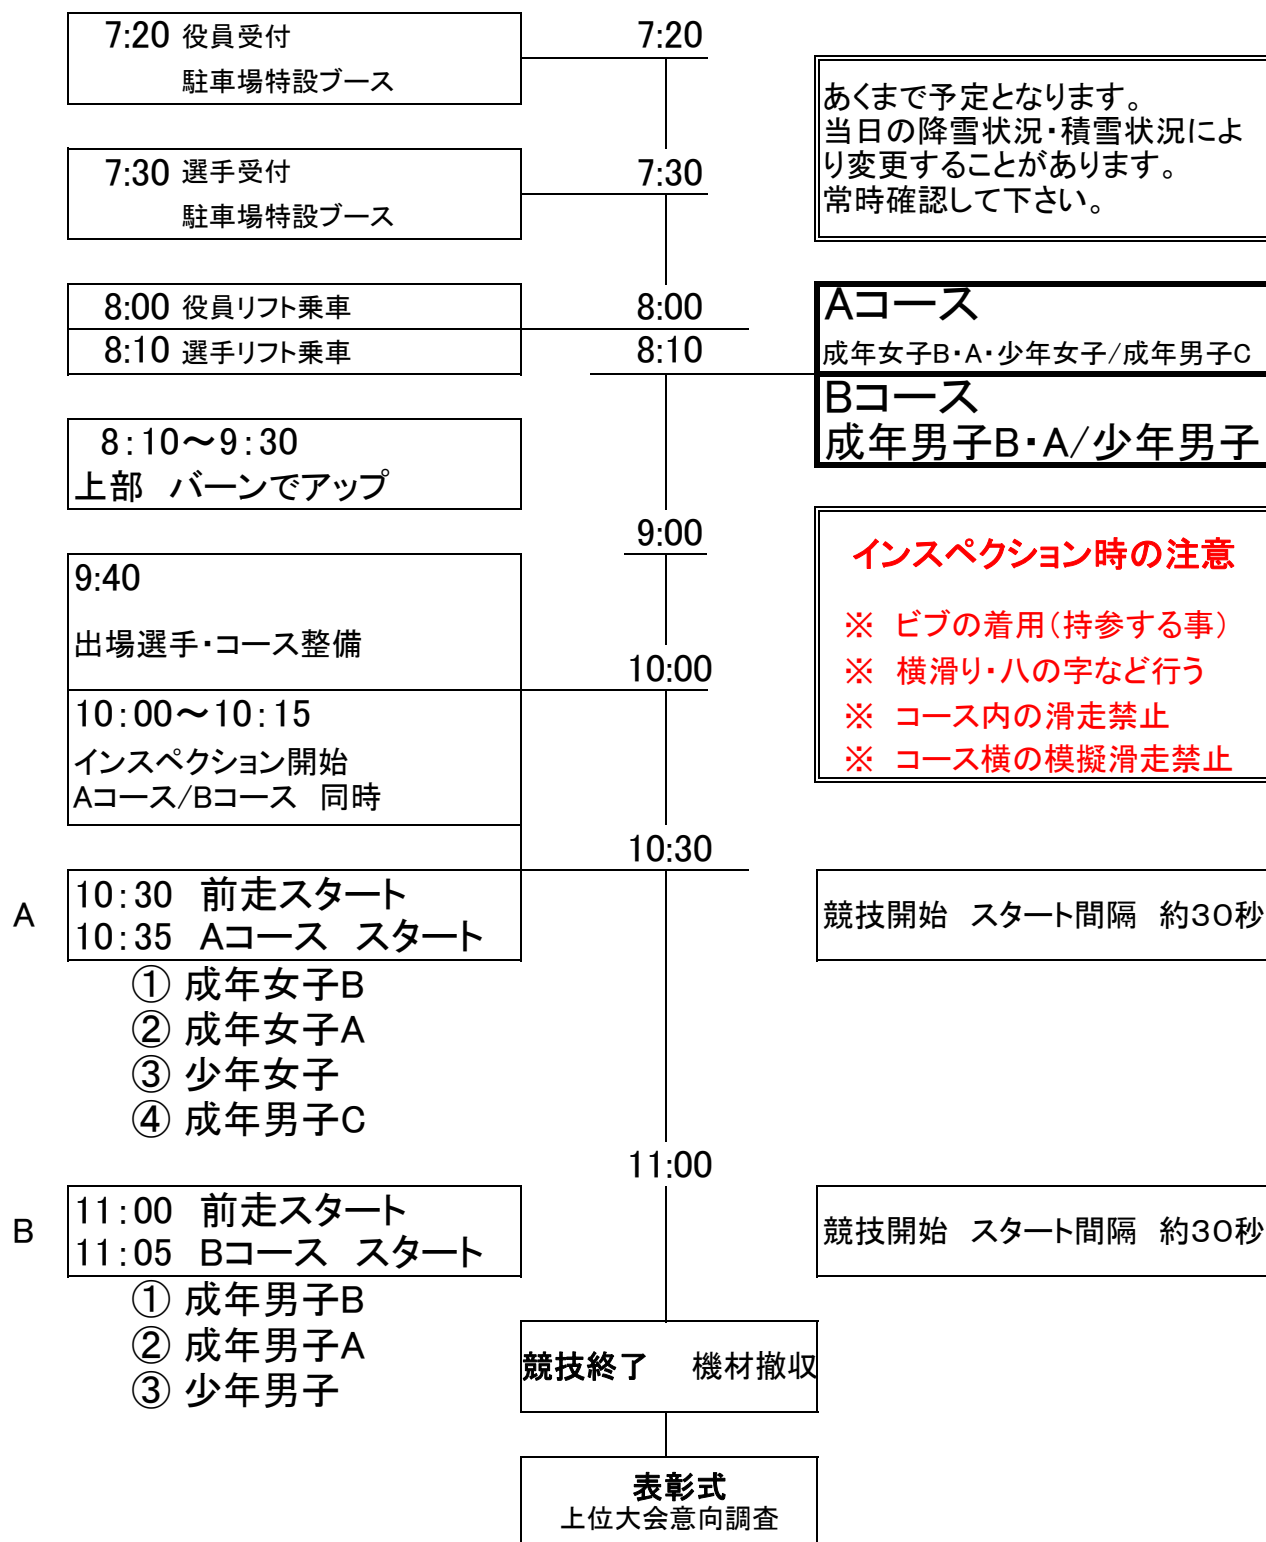 7:20 役員受付
駐車場特設ブース
7:20
あくまで予定となります。
当日の降雪状況・積雪状況によ
り変更することがあります。
常時確認して下さい。
7:30 選手受付
駐車場特設ブース
7:30
8:00 役員リフト乗車
8:00
8:10 選手リフト乗車
8:10
Aコース
成年女子B・A・少年女子/成年男子C
Bコース
成年男子B・A/少年男子
8:10～9:30
上部 バーンでアップ
9:00
インスペクション時の注意
※ ビブの着用(持参する事)
※ 横滑り・八の字など行う
※ コース内の滑走禁止
※ コース横の模擬滑走禁止
9:40
出場選手・コース整備
10:00
10:00～10:15
インスペクション開始
Aコース/Bコース 同時
10:30
A
10:30 前走スタート
10:35 Aコース スタート
競技開始 スタート間隔 約30秒
① 成年女子B
② 成年女子A
③ 少年女子
④ 成年男子C
11:00
B
11:00 前走スタート
11:05 Bコース スタート
競技開始 スタート間隔 約30秒
① 成年男子B
② 成年男子A
③ 少年男子
競技終了 機材撤収
表彰式
上位大会意向調査